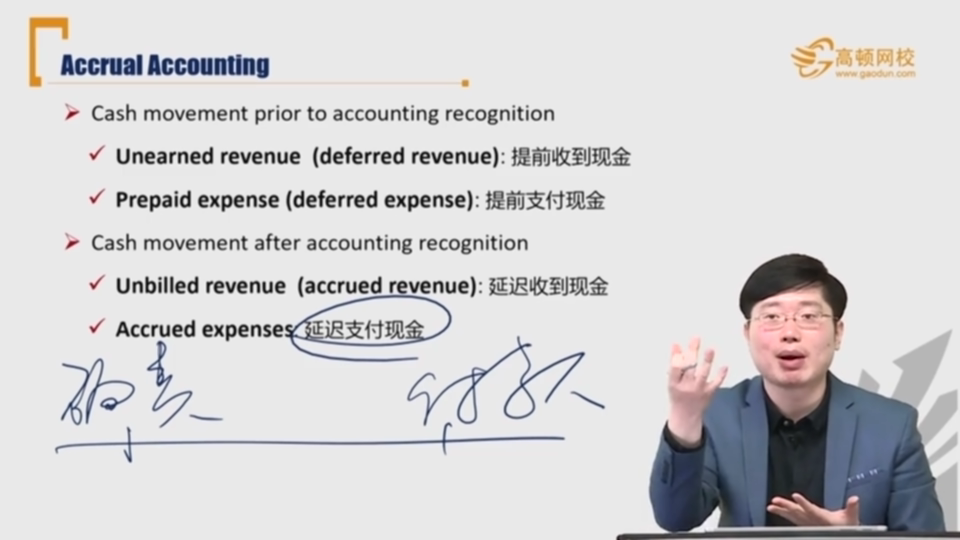 Accrual Accounting
高顿网校
www.gaodun.com
Cash movement prior to accounting recognition
Unearned revenue (deferred revenue): 提前收到现金
Prepaid expense (deferred expense): 提前支付现金
Cash movement after accounting recognition
Unbilled revenue (accrued revenue): 延迟收到现金
Accrued expenses: 延迟支付现金
付款